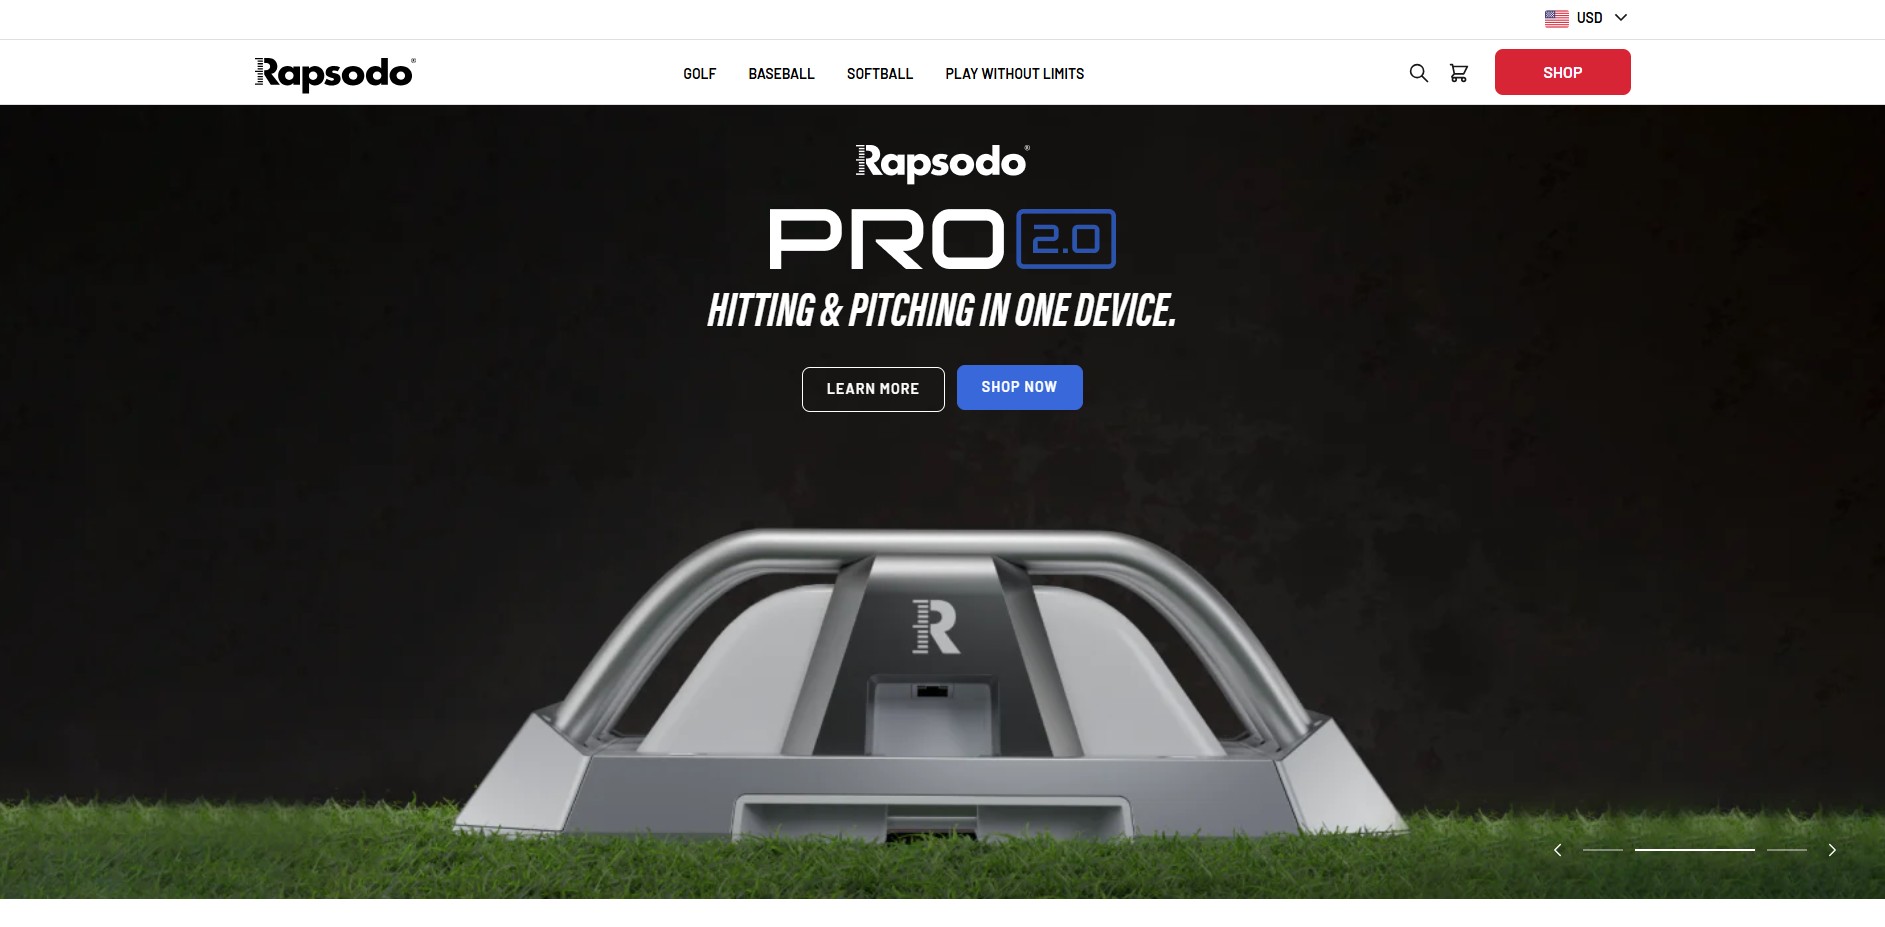 USD
Rapsodo®
GOLF BASEBALL SOFTBALL PLAY WITHOUT LIMITS SHOP
Rapsodo®
PRO 2.0
HITTING & PITCHING IN ONE DEVICE.
LEARN MORE SHOP NOW
R